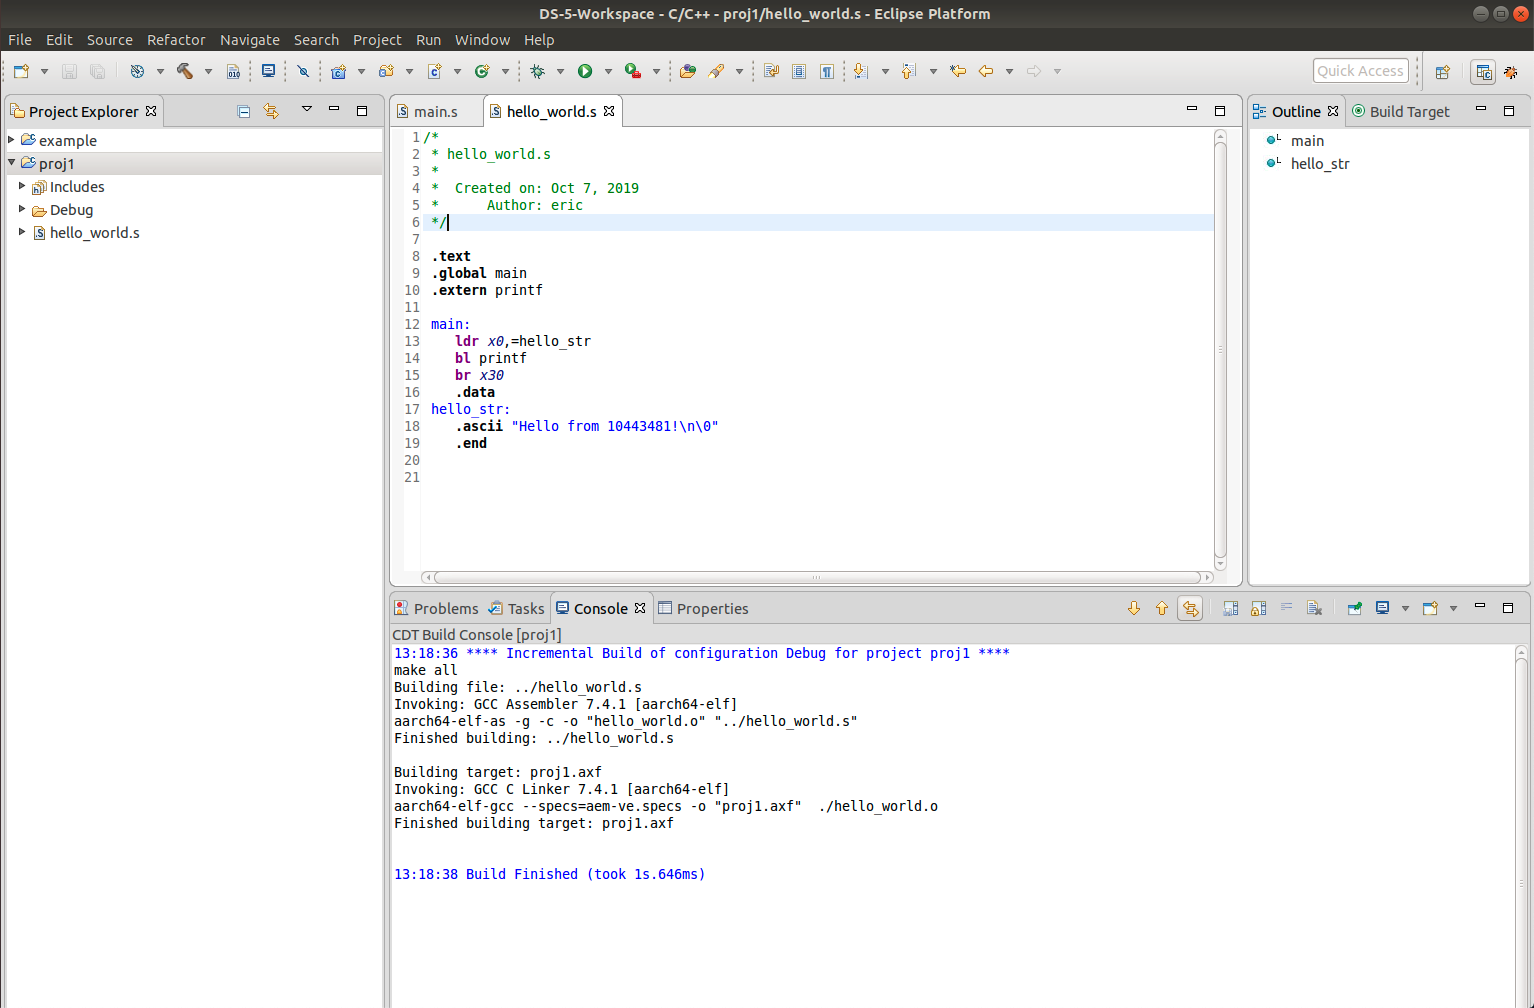 DS-5-Workspace - C/C++ - proj1/hello_world.s - Eclipse Platform
File Edit Source Refactor Navigate Search Project Run Window Help
Quick Access
Project Explorer
example
proj1
Includes
Debug
hello_world.s
main.s hello_world.s
1 /*
2  * hello_world.s
3  *
4  *  Created on: Oct 7, 2019
5  *      Author: eric
6  */
7
8  .text
9  .global main
10  .extern printf
11
12  main:
13     ldr x0,=hello_str
14     bl printf
15     br x30
16     .data
17  hello_str:
18     .ascii "Hello from 10443481!\n\0"
19     .end
20
21
Outline Build Target
main
hello_str
Problems Tasks Console Properties
CDT Build Console [proj1]
13:18:36 **** Incremental Build of configuration Debug for project proj1 ****
make all
Building file: ../hello_world.s
Invoking: GCC Assembler 7.4.1 [aarch64-elf]
aarch64-elf-as -g -c -o "hello_world.o" "../hello_world.s"
Finished building: ../hello_world.s
Building target: proj1.axf
Invoking: GCC C Linker 7.4.1 [aarch64-elf]
aarch64-elf-gcc --specs=aem-ve.specs -o "proj1.axf"  ./hello_world.o
Finished building target: proj1.axf
13:18:38 Build Finished (took 1s.646ms)